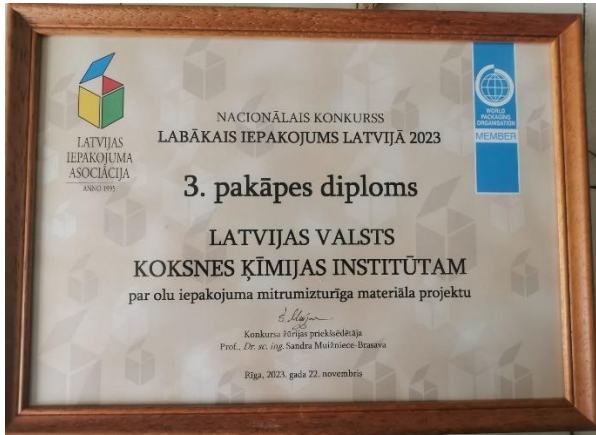 LATVIJAS
IEPAKOJUMA
ASOCIĀCIJA
ANNO 1995
WORLD
PACKAGING
ORGANISATION
MEMBER
NACIONĀLAIS KONKURSS
LABĀKAIS IEPAKOJUMS LATVIJĀ 2023
3. pakāpes diploms
LATVIJAS VALSTS
KOKSNES ĶĪMIJAS INSTITŪTAM
par olu iepakojuma mitrumizturīga materiāla projektu
Konkursa žūrijas priekšsēdētāja
Prof., Dr. sc. ing. Sandra Muižniece-Brasava
Rīga, 2023. gada 22. novembris